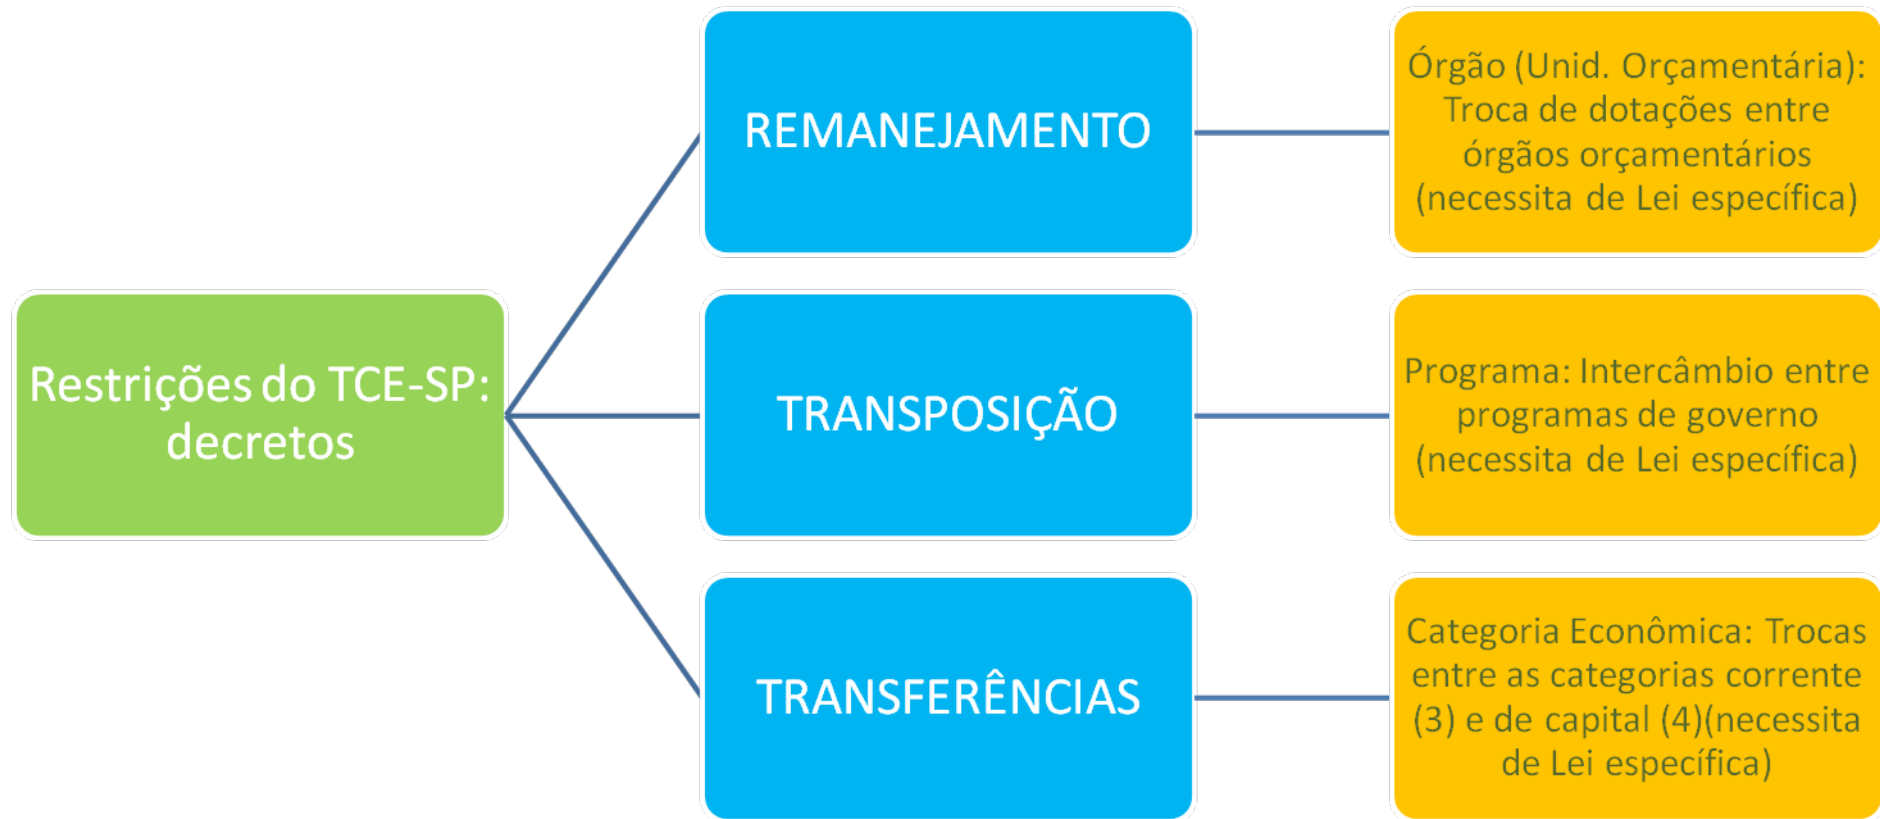 Restrições do TCE-SP:
decretos
REMANEJAMENTO
Órgão (Unid. Orçamentária):
Troca de dotações entre
órgãos orçamentários
(necessita de Lei específica)
TRANSPOSIÇÃO
Programa: Intercâmbio entre
programas de governo
(necessita de Lei específica)
TRANSFERÊNCIAS
Categoria Econômica: Trocas
entre as categorias corrente
(3) e de capital (4)(necessita
de Lei específica)